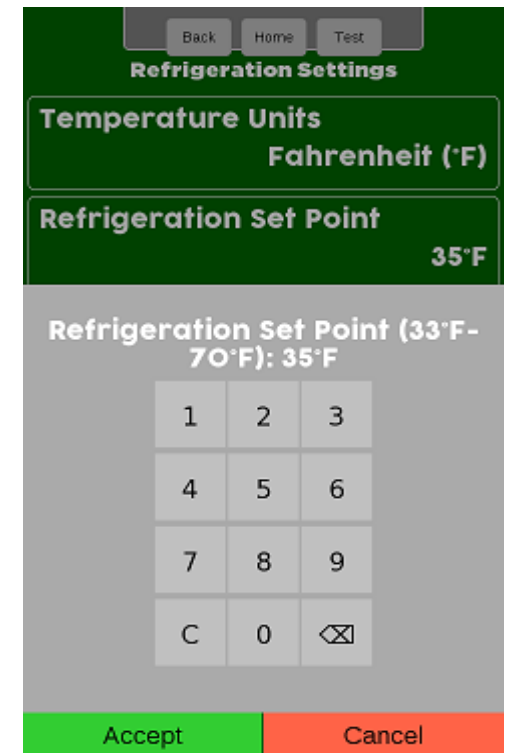 Back Home Test
Refrigeration Settings
Temperature Units
Fahrenheit (°F)
Refrigeration Set Point
35°F
Refrigeration Set Point (33°F-
70°F): 35°F
1 2 3
4 5 6
7 8 9
C 0 ⌫
Accept Cancel